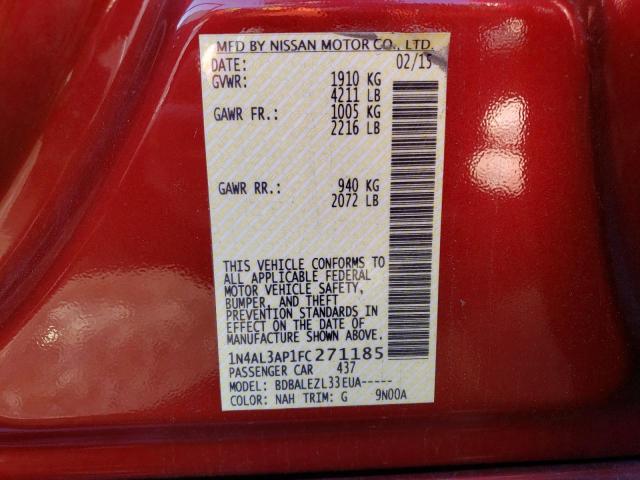 MFD BY NISSAN MOTOR CO., LTD.
DATE: 02/15
GVWR: 1910 KG
4211 LB
GAWR FR.: 1005 KG
2216 LB
GAWR RR.: 940 KG
2072 LB
THIS VEHICLE CONFORMS TO
ALL APPLICABLE FEDERAL
MOTOR VEHICLE SAFETY,
BUMPER, AND THEFT
PREVENTION STANDARDS IN
EFFECT ON THE DATE OF
MANUFACTURE SHOWN ABOVE.
1N4AL3AP1FC271185
PASSENGER CAR 437
MODEL: BDBALEZL33EUA-----
COLOR: NAH TRIM: G 9N00A